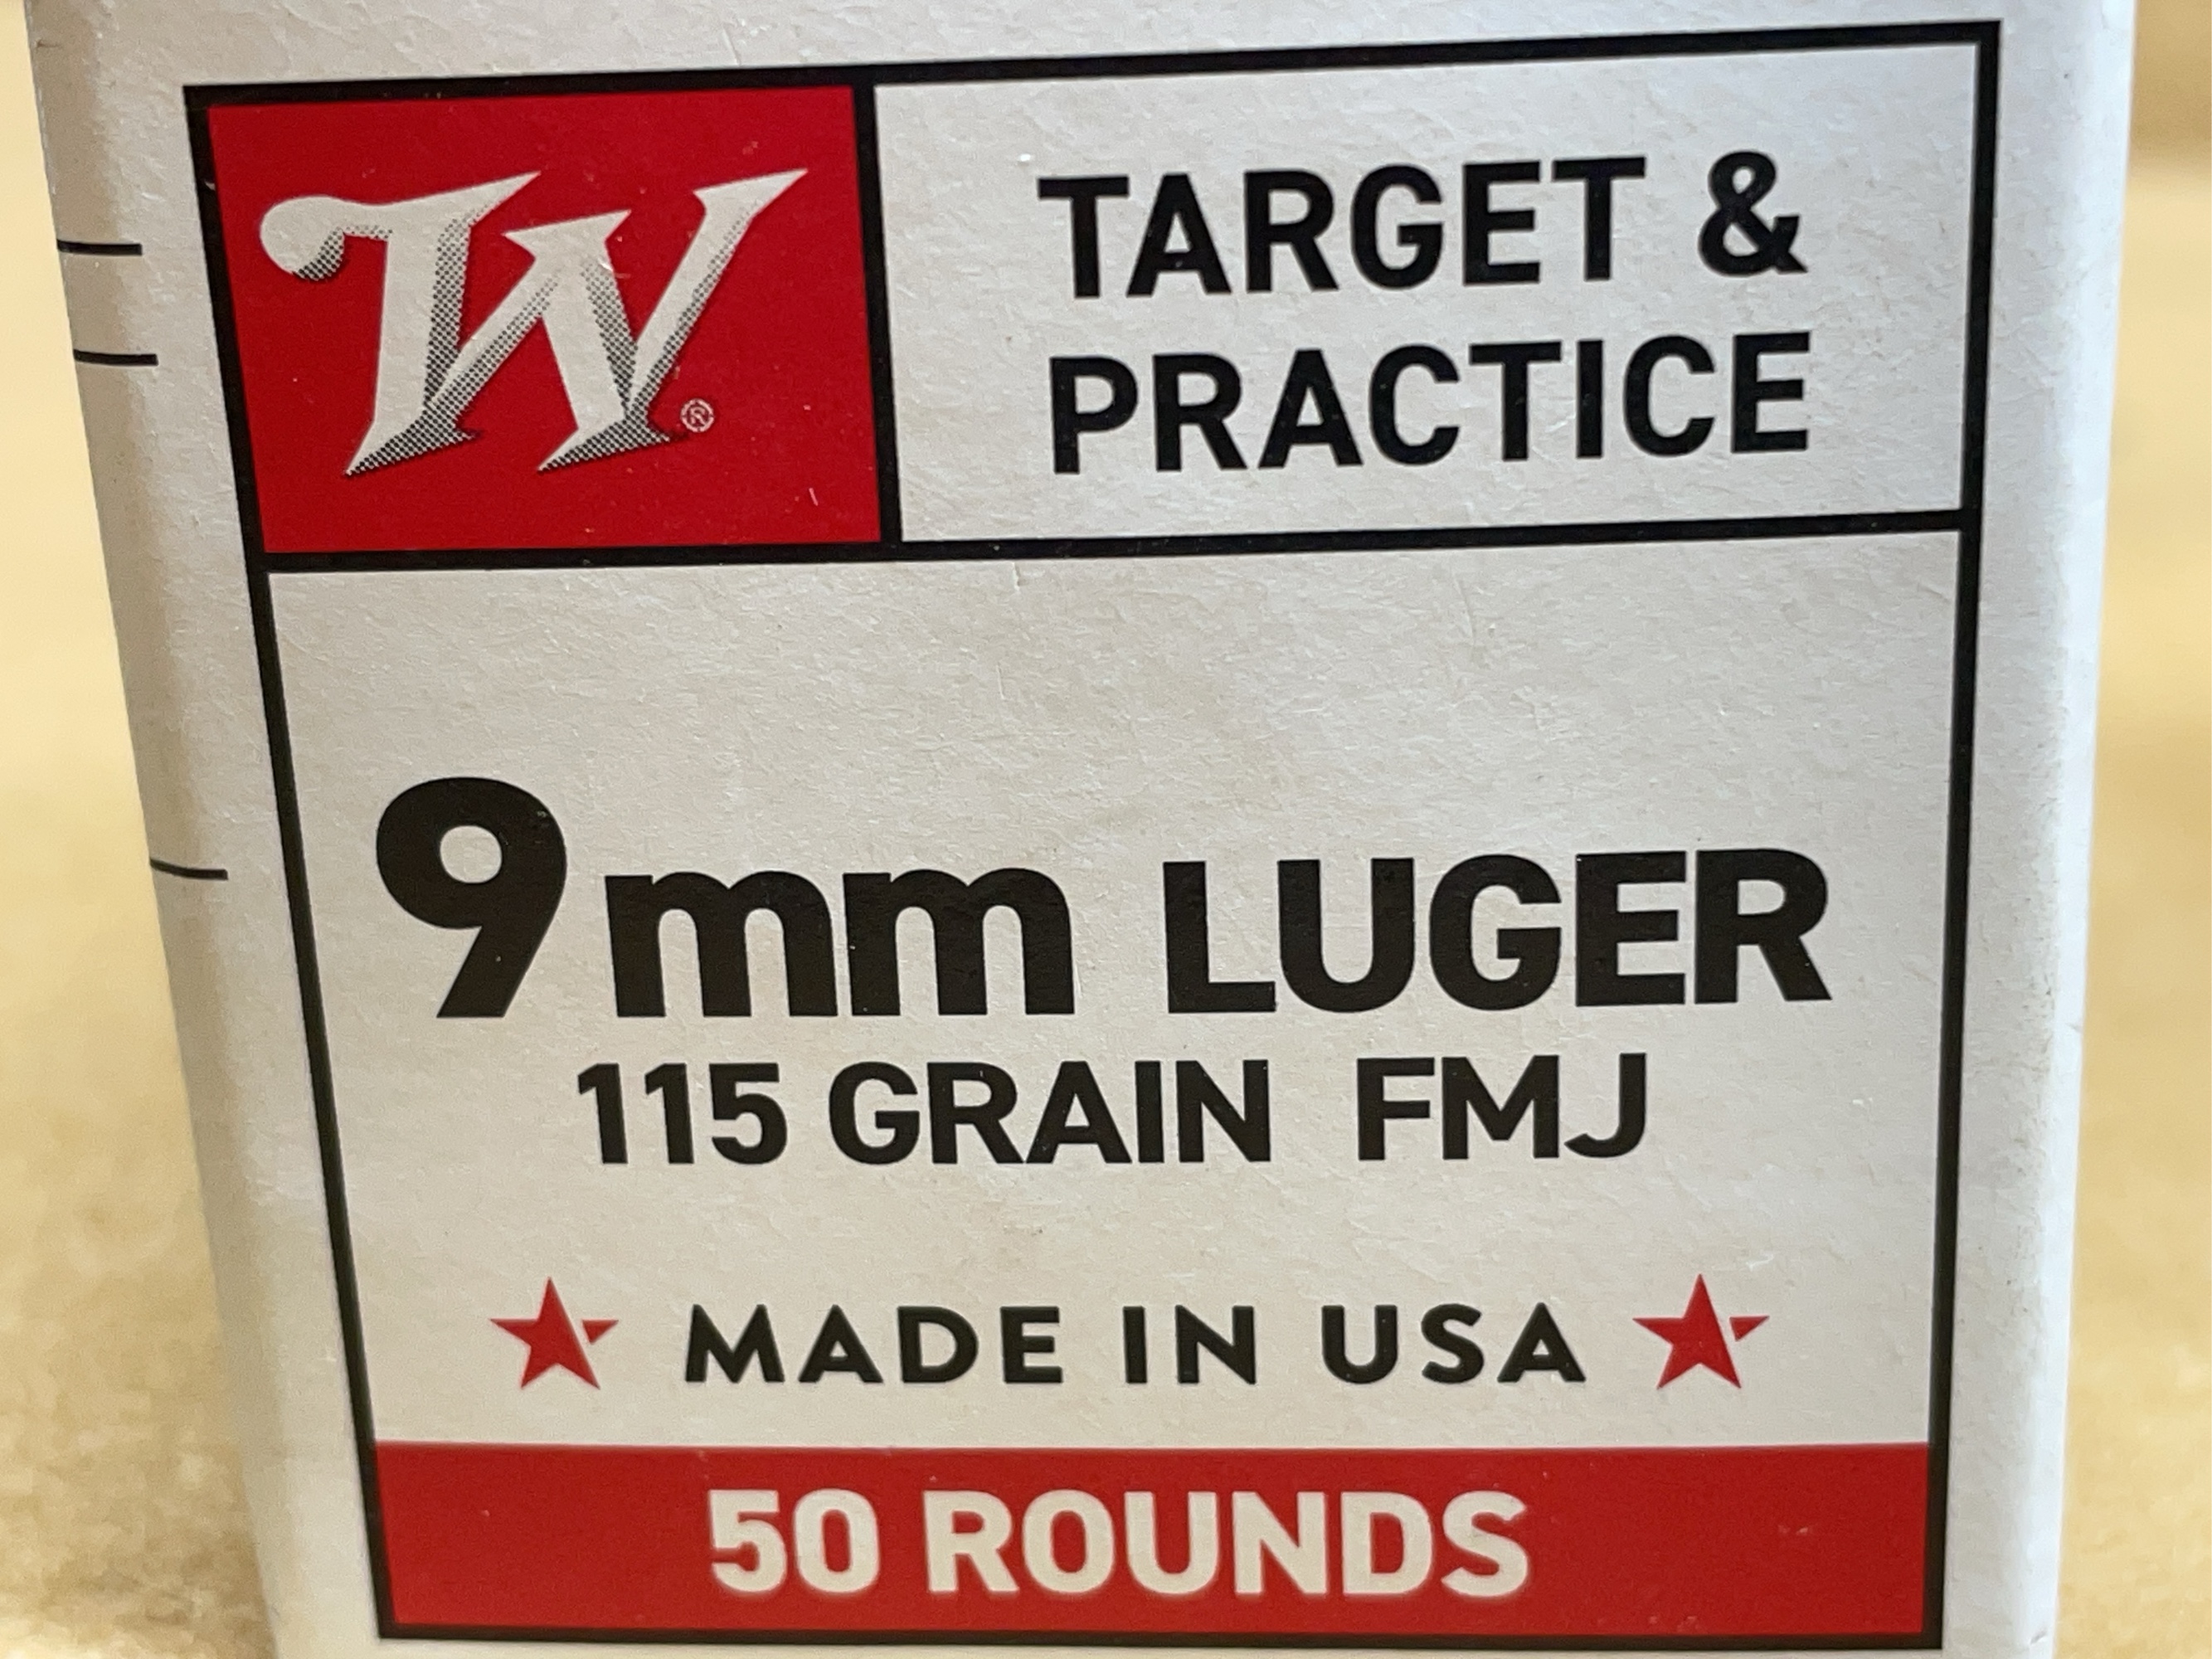 W®
TARGET &
PRACTICE
9mm LUGER
115 GRAIN FMJ
MADE IN USA
50 ROUNDS